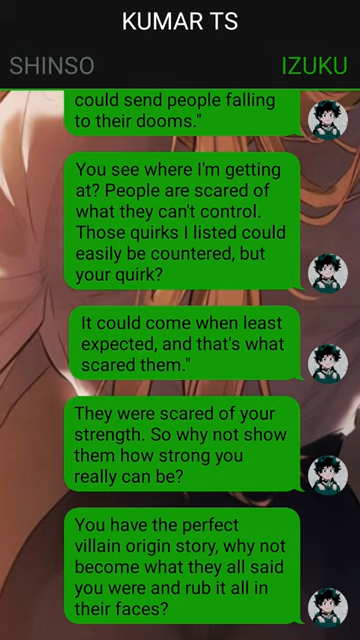 KUMAR TS
SHINSO
IZUKU
could send people falling
to their dooms."
You see where I'm getting
at? People are scared of
what they can't control.
Those quirks I listed could
easily be countered, but
your quirk?
It could come when least
expected, and that's what
scared them."
They were scared of your
strength. So why not show
them how strong you
really can be?
You have the perfect
villain origin story, why not
become what they all said
you were and rub it all in
their faces?